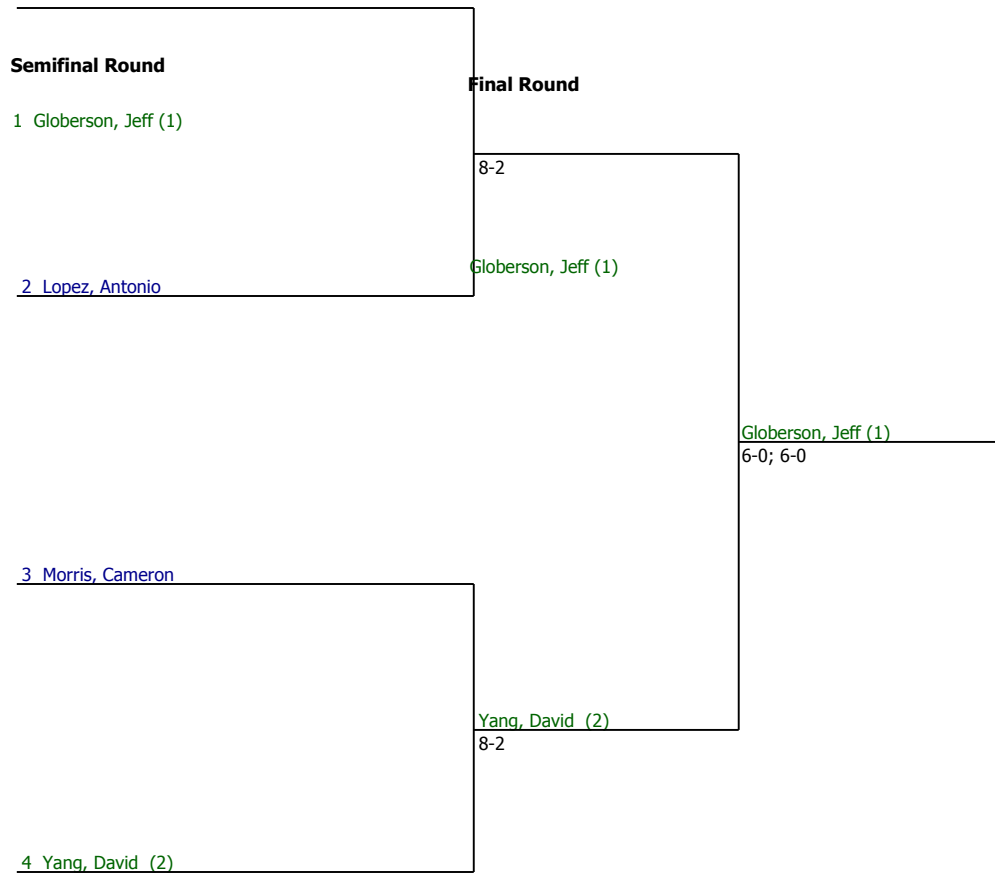 Semifinal Round
Final Round
1 Globerson, Jeff (1)
8-2
Globerson, Jeff (1)
2 Lopez, Antonio
Globerson, Jeff (1)
6-0; 6-0
3 Morris, Cameron
Yang, David (2)
8-2
4 Yang, David (2)